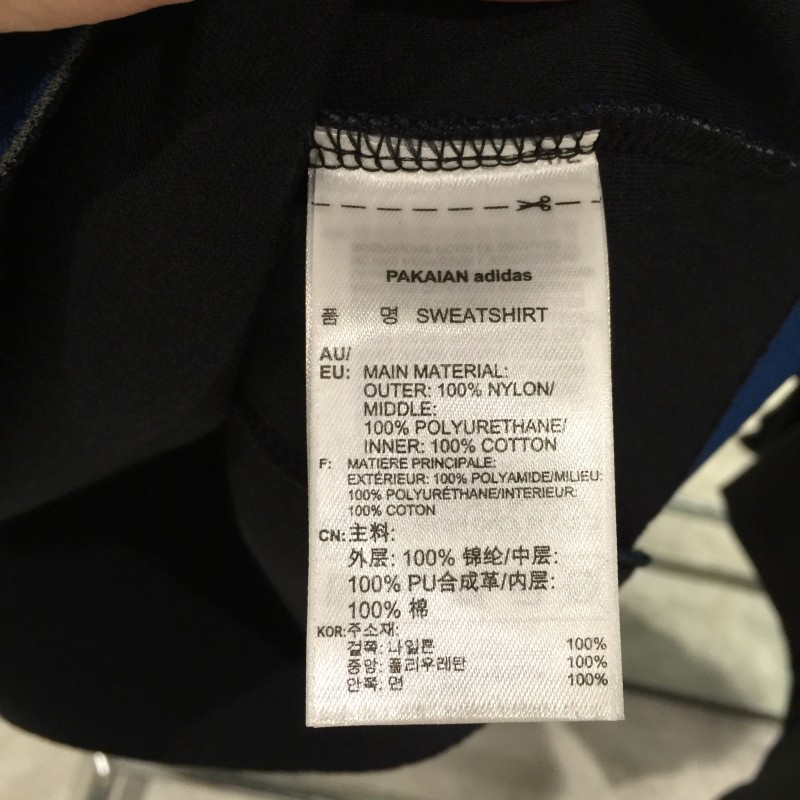 PAKAIAN adidas
품 명 SWEATSHIRT
AU/
EU: MAIN MATERIAL:
OUTER: 100% NYLON/
MIDDLE:
100% POLYURETHANE/
INNER: 100% COTTON
F: MATIERE PRINCIPALE:
EXTÉRIEUR: 100% POLYAMIDE/MILIEU:
100% POLYURÉTHANE/INTERIEUR:
100% COTON
CN:主料:
外层: 100% 锦纶/中层:
100% PU合成革/内层:
100% 棉
KOR:주소재:
겉쪽: 나일론 100%
중앙: 폴리우레탄 100%
안쪽: 면 100%